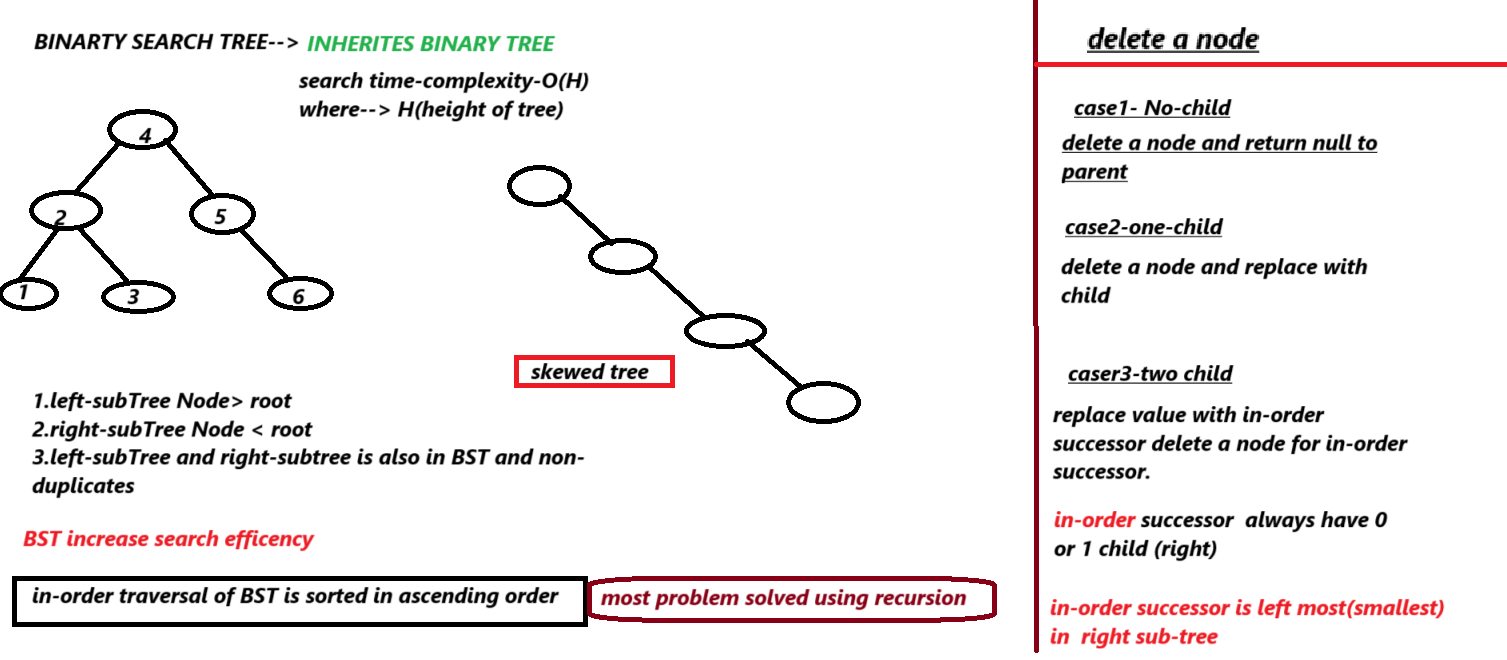 BINARTY SEARCH TREE--> INHERITES BINARY TREE
search time-complexity-O(H)
where--> H(height of tree)
4
2
5
1
3
6
skewed tree
1.left-subTree Node> root
2.right-subTree Node < root
3.left-subTree and right-subtree is also in BST and non-
duplicates
BST increase search efficency
in-order traversal of BST is sorted in ascending order
most problem solved using recursion
delete a node
case1- No-child
delete a node and return null to
parent
case2-one-child
delete a node and replace with
child
caser3-two child
replace value with in-order
successor delete a node for in-order
successor.
in-order successor always have 0
or 1 child (right)
in-order successor is left most(smallest)
in right sub-tree